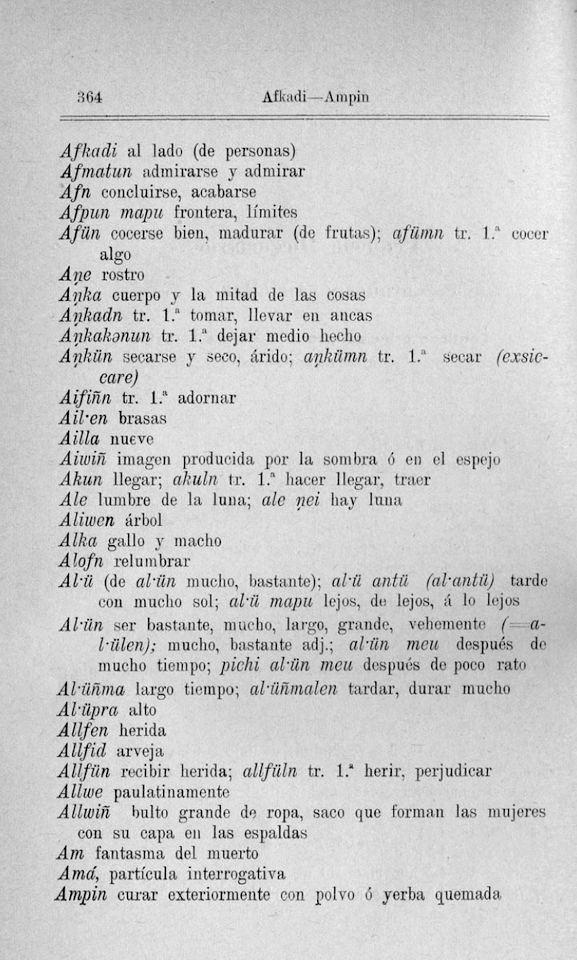 364
Afkadi—Ampin
Afkadi al lado (de personas)
Afmatun admirarse y admirar
Afn concluirse, acabarse
Afpun mapu frontera, límites
Afün cocerse bien, madurar (de frutas); afümn tr. 1.ª cocer
algo
Aṇe rostro
Aṇka cuerpo y la mitad de las cosas
Aṇkadn tr. 1.ª tomar, llevar en ancas
Aṇkakənun tr. 1.ª dejar medio hecho
Aṇkün secarse y seco, árido; aṇkümn tr. 1.ª secar (exsic-
care)
Aifiñn tr. 1.ª adornar
Ail·en brasas
Ailla nueve
Aiwiñ imagen producida por la sombra ó en el espejo
Akun llegar; akuln tr. 1.ª hacer llegar, traer
Ale lumbre de la luna; ale ṇei hay luna
Aliwen árbol
Alka gallo y macho
Alofn relumbrar
Al·ü (de al·ün mucho, bastante); al·ü antü (al·antü) tarde
con mucho sol; al·ü mapu lejos, de lejos, á lo lejos
Al·ün ser bastante, mucho, largo, grande, vehemente (=a-
l·ülen); mucho, bastante adj.; al·ün meu después de
mucho tiempo; pichi al·ün meu después de poco rato
Al·üñma largo tiempo; al·üñmalen tardar, durar mucho
Al·üpra alto
Allfen herida
Allfid arveja
Allfün recibir herida; allfüln tr. 1.ª herir, perjudicar
Allwe paulatinamente
Allwiñ bulto grande de ropa, saco que forman las mujeres
con su capa en las espaldas
Am fantasma del muerto
Amá, partícula interrogativa
Ampin curar exteriormente con polvo ó yerba quemada